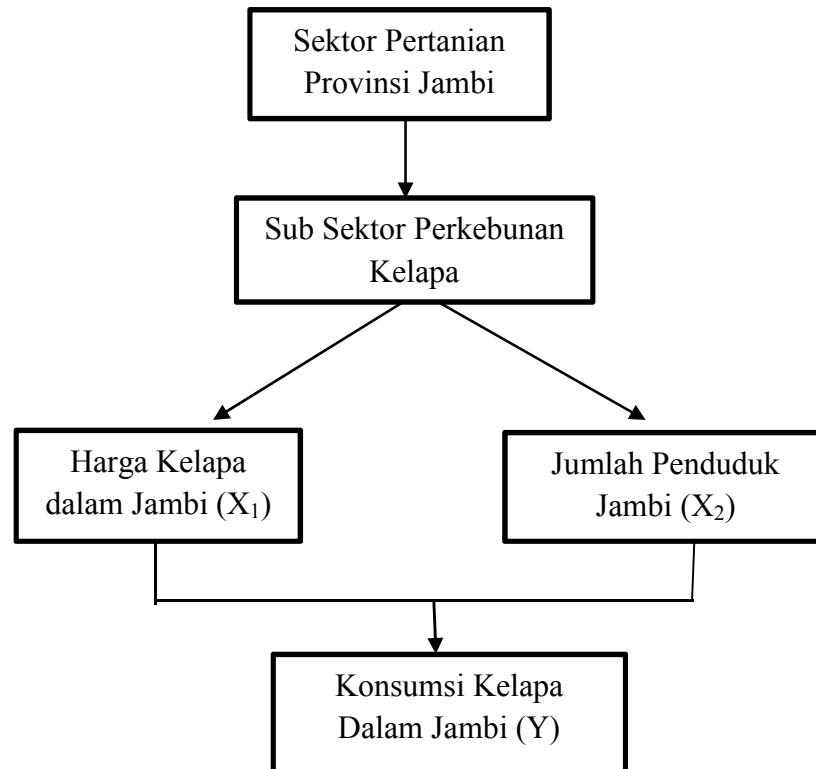 Sektor Pertanian
Provinsi Jambi
Sub Sektor Perkebunan
Kelapa
Harga Kelapa
dalam Jambi (X₁)
Jumlah Penduduk
Jambi (X₂)
Konsumsi Kelapa
Dalam Jambi (Y)